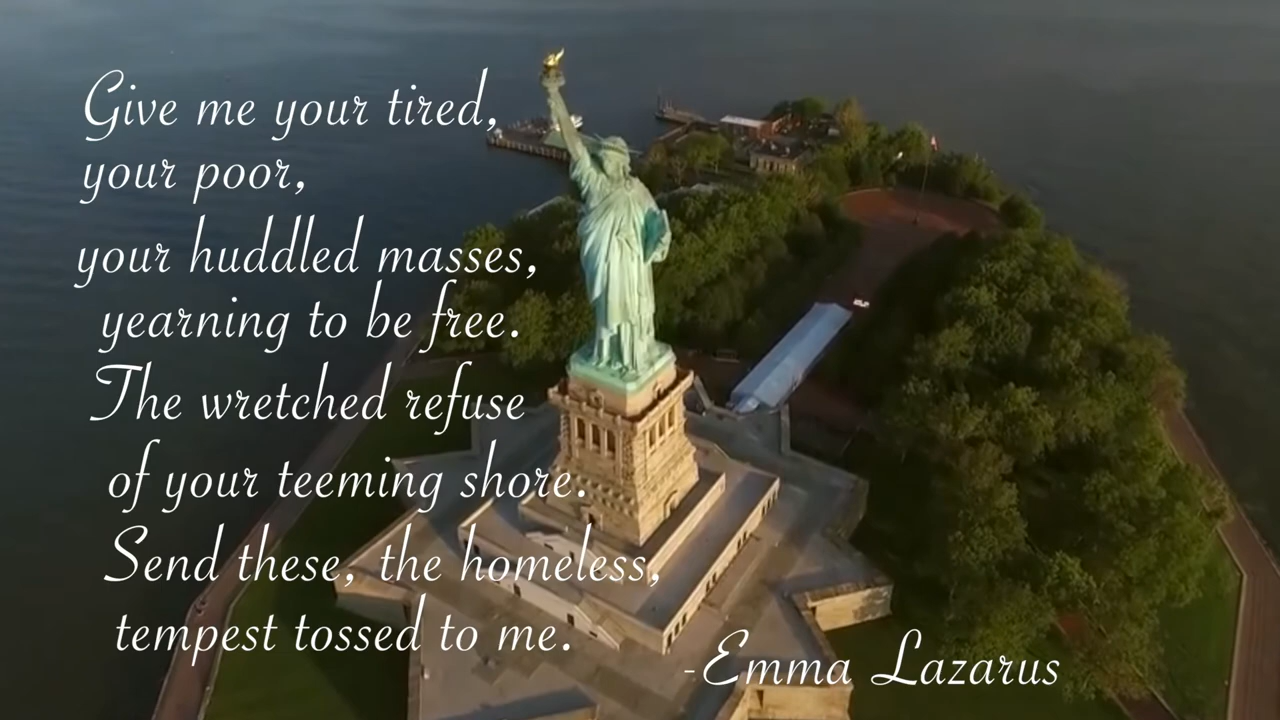 Give me your tired,
your poor,
your huddled masses,
yearning to be free.
The wretched refuse
of your teeming shore.
Send these, the homeless,
tempest tossed to me.
-Emma Lazarus